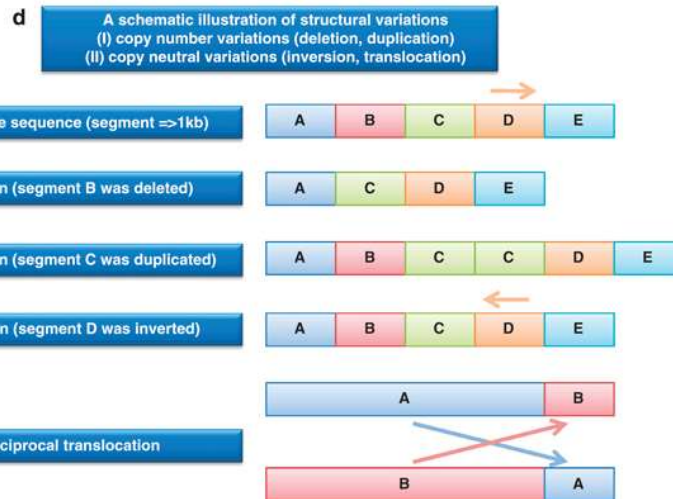 d
A schematic illustration of structural variations
(I) copy number variations (deletion, duplication)
(II) copy neutral variations (inversion, translocation)
e sequence (segment =>1kb)
A B C D E
n (segment B was deleted)
A C D E
n (segment C was duplicated)
A B C C D E
n (segment D was inverted)
A B C D E
A B
ciprocal translocation
B A